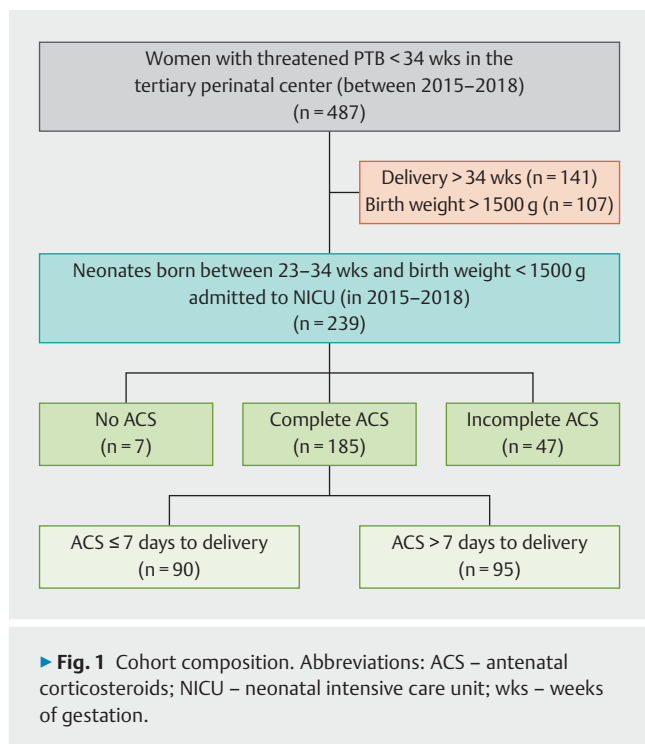 Women with threatened PTB < 34 wks in the
tertiary perinatal center (between 2015–2018)
(n = 487)
Delivery > 34 wks (n = 141)
Birth weight > 1500 g (n = 107)
Neonates born between 23–34 wks and birth weight < 1500 g
admitted to NICU (in 2015–2018)
(n = 239)
No ACS
(n = 7)
Complete ACS
(n = 185)
Incomplete ACS
(n = 47)
ACS ≤ 7 days to delivery
(n = 90)
ACS > 7 days to delivery
(n = 95)
▶ Fig. 1 Cohort composition. Abbreviations: ACS – antenatal
corticosteroids; NICU – neonatal intensive care unit; wks – weeks
of gestation.